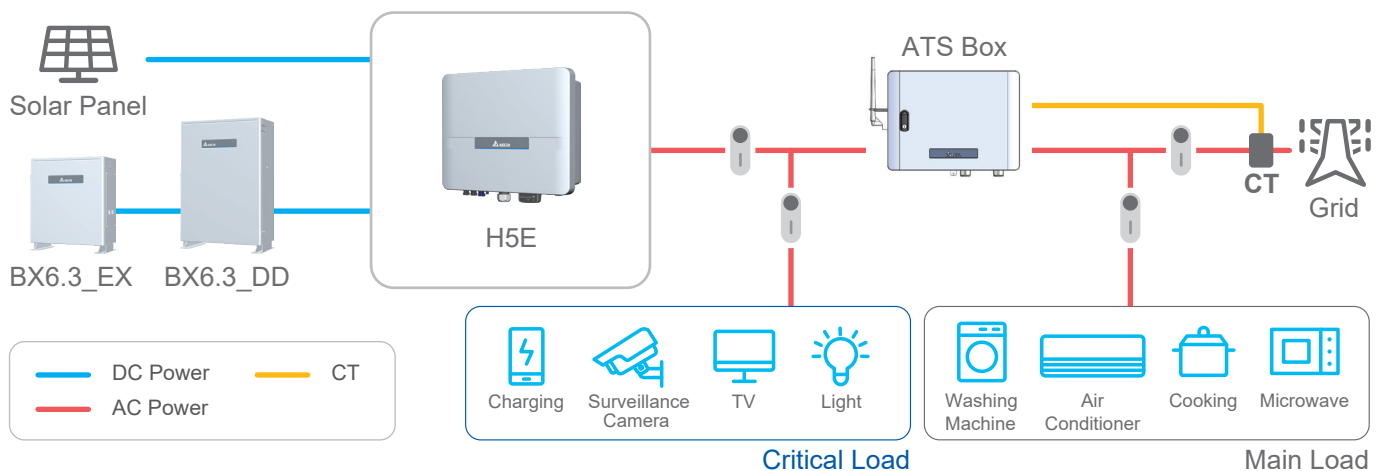 ATS Box
Solar Panel
CT
Grid
H5E
BX6.3_EX
BX6.3_DD
DC Power
CT
AC Power
Charging
Surveillance
Camera
TV
Light
Washing
Machine
Air
Conditioner
Cooking
Microwave
Critical Load
Main Load